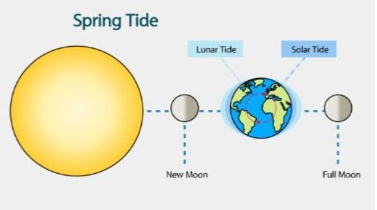 Spring Tide
Lunar Tide
Solar Tide
New Moon
Full Moon